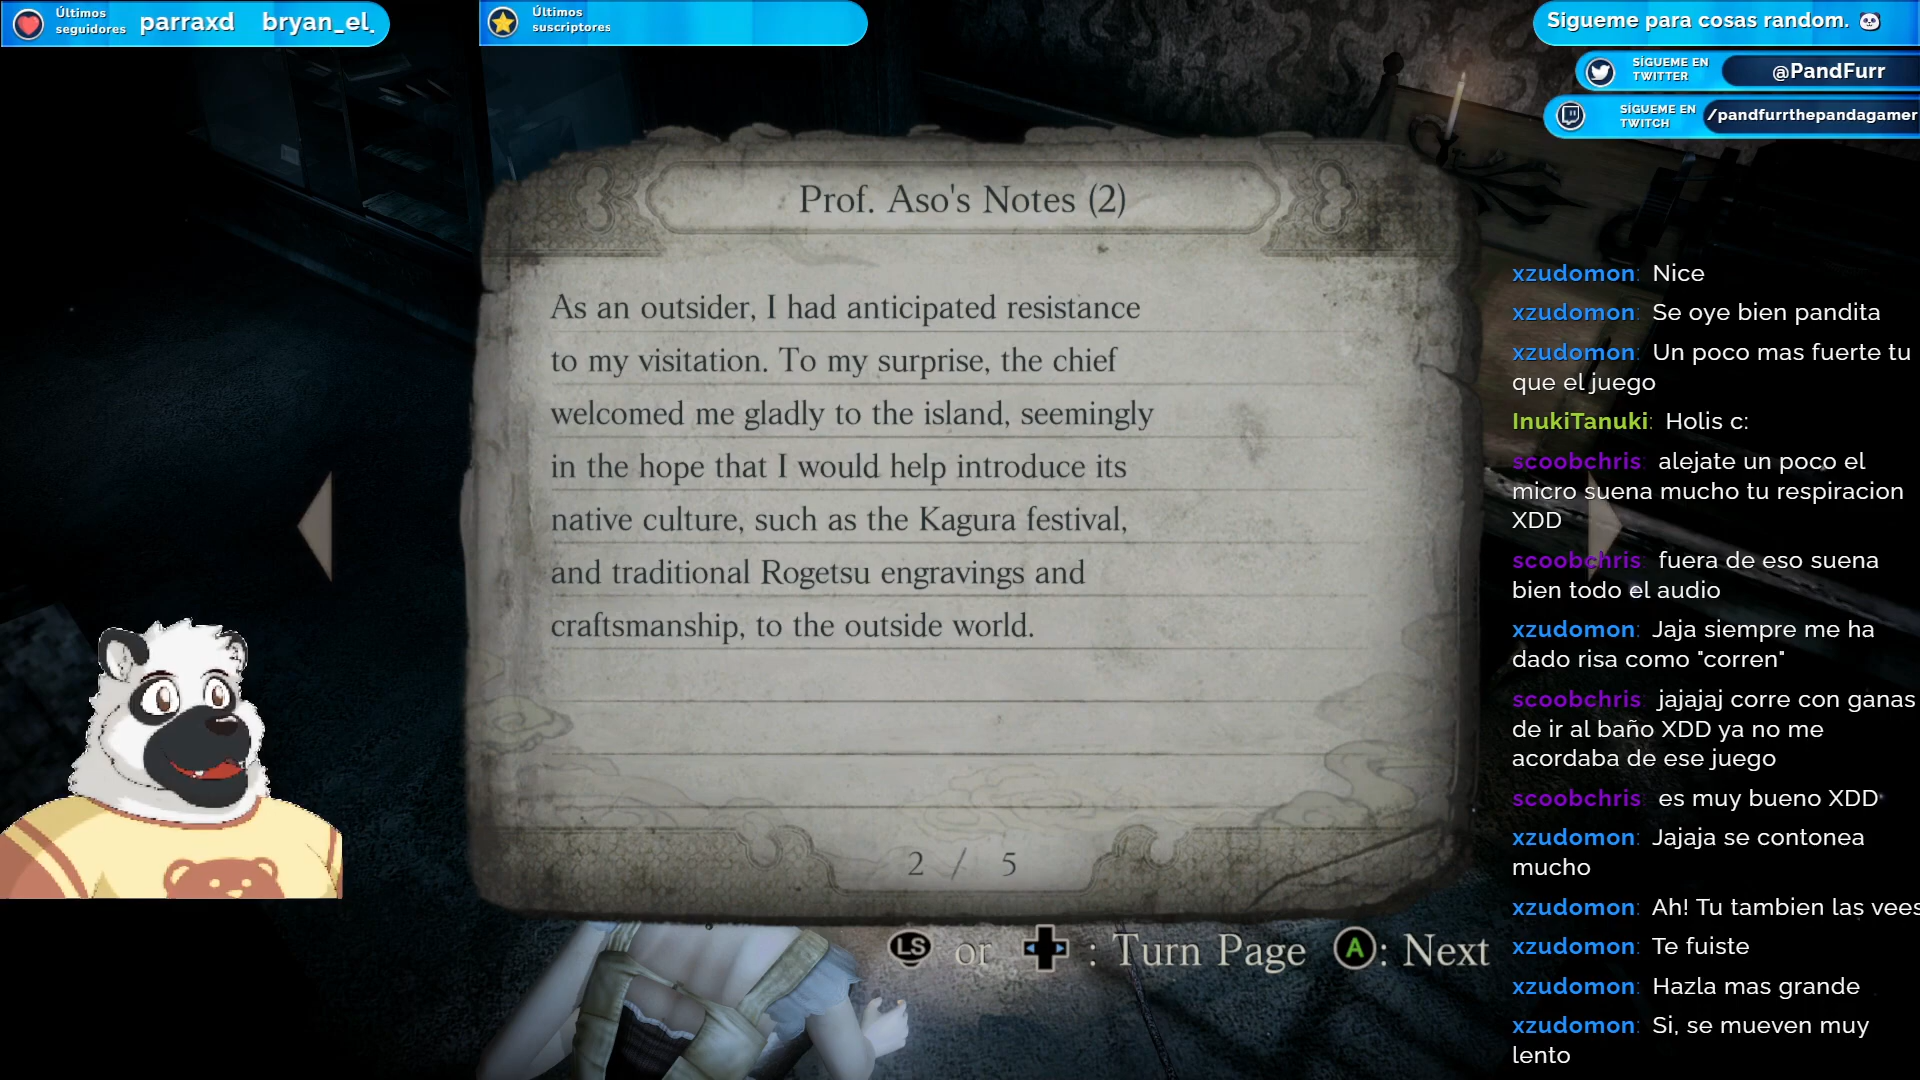 Últimos
seguidores
parraxd bryan_el_
Últimos
suscriptores
Sigueme para cosas random.
SÍGUEME EN
TWITTER
@PandFurr
SÍGUEME EN
TWITCH
/pandfurrthepandagamer
Prof. Aso's Notes (2)
As an outsider, I had anticipated resistance
to my visitation. To my surprise, the chief
welcomed me gladly to the island, seemingly
in the hope that I would help introduce its
native culture, such as the Kagura festival,
and traditional Rogetsu engravings and
craftsmanship, to the outside world.
2 / 5
LS or : Turn Page A: Next
xzudomon: Nice
xzudomon: Se oye bien pandita
xzudomon: Un poco mas fuerte tu
que el juego
InukiTanuki: Holis c:
scoobchris: alejate un poco el
micro suena mucho tu respiracion
XDD
scoobchris: fuera de eso suena
bien todo el audio
xzudomon: Jaja siempre me ha
dado risa como "corren"
scoobchris: jajajaj corre con ganas
de ir al baño XDD ya no me
acordaba de ese juego
scoobchris: es muy bueno XDD
xzudomon: Jajaja se contonea
mucho
xzudomon: Ah! Tu tambien las vees
xzudomon: Te fuiste
xzudomon: Hazla mas grande
xzudomon: Si, se mueven muy
lento